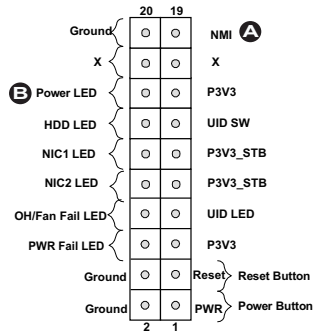 20 19
Ground NMI A
X X
B Power LED P3V3
HDD LED UID SW
NIC1 LED P3V3_STB
NIC2 LED P3V3_STB
OH/Fan Fail LED UID LED
PWR Fail LED P3V3
Ground Reset Reset Button
Ground PWR Power Button
2 1